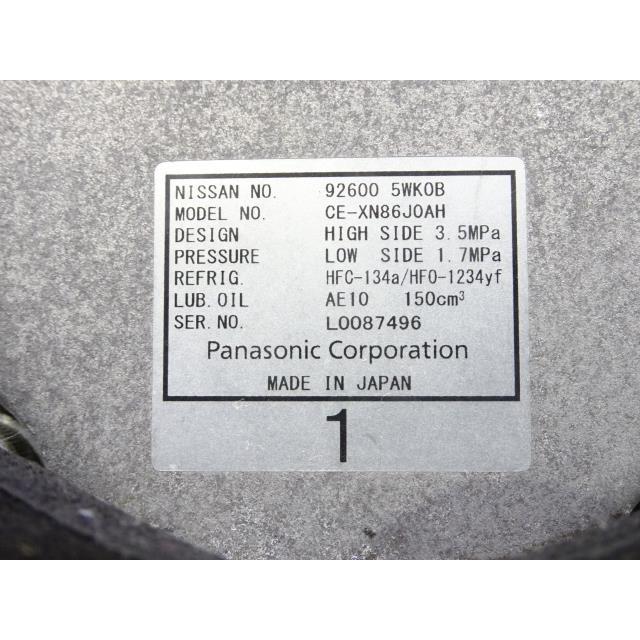 NISSAN NO. 92600 5WK0B
MODEL NO. CE-XN86J0AH
DESIGN HIGH SIDE 3.5MPa
PRESSURE LOW SIDE 1.7MPa
REFRIG. HFC-134a/HFO-1234yf
LUB.OIL AE10 150cm³
SER.NO. L0087496
Panasonic Corporation
MADE IN JAPAN
1